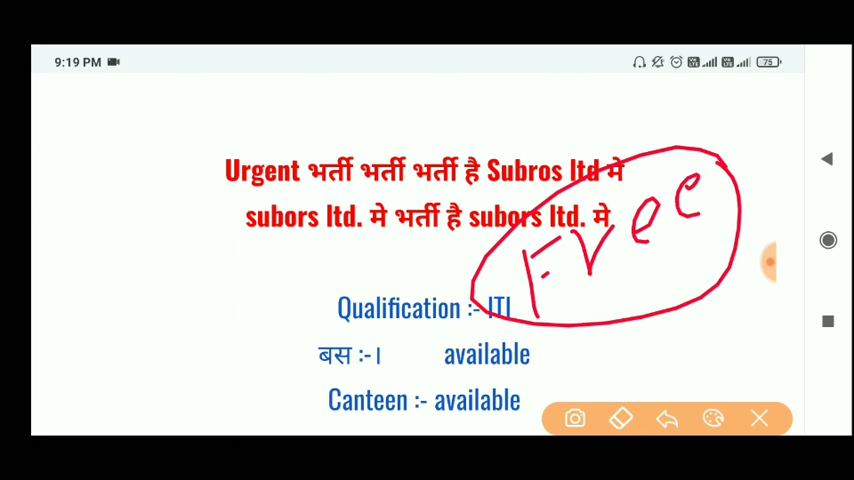 9:19 PM
75
Urgent भर्ती भर्ती भर्ती है Subros ltd मे
subors ltd. मे भर्ती है subors ltd. मे
Free
Qualification :- ITI
बस :-। available
Canteen :- available